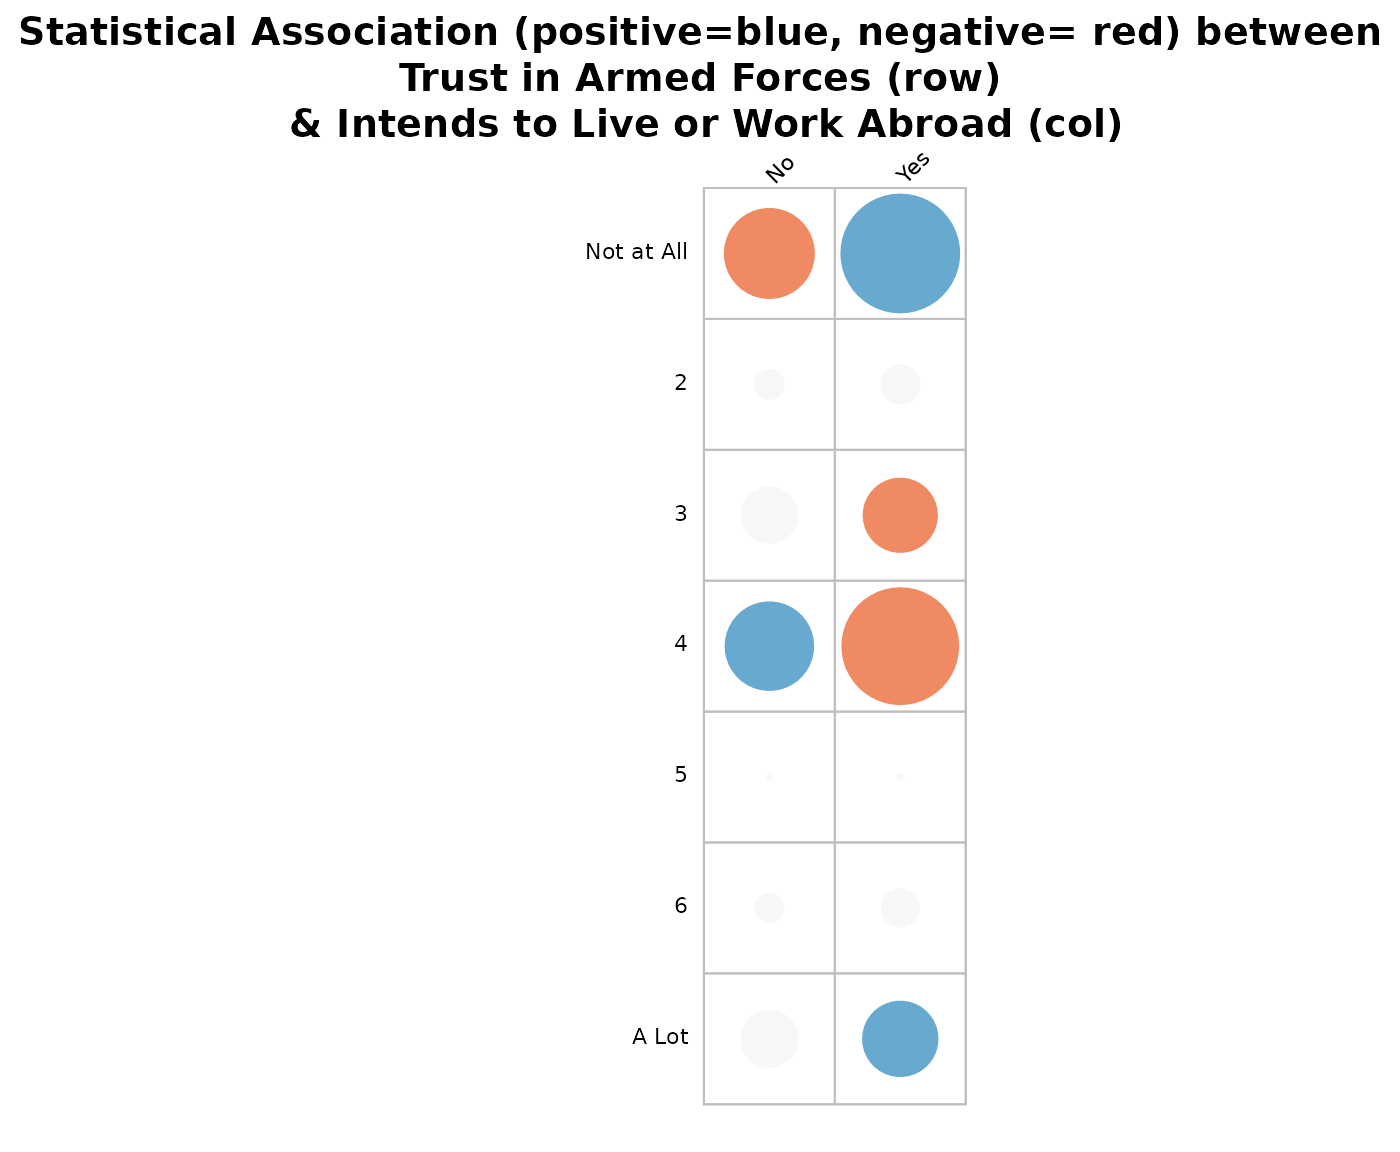 Statistical Association (positive=blue, negative= red) between
Trust in Armed Forces (row)
& Intends to Live or Work Abroad (col)
No Yes
Not at All
2
3
4
5
6
A Lot